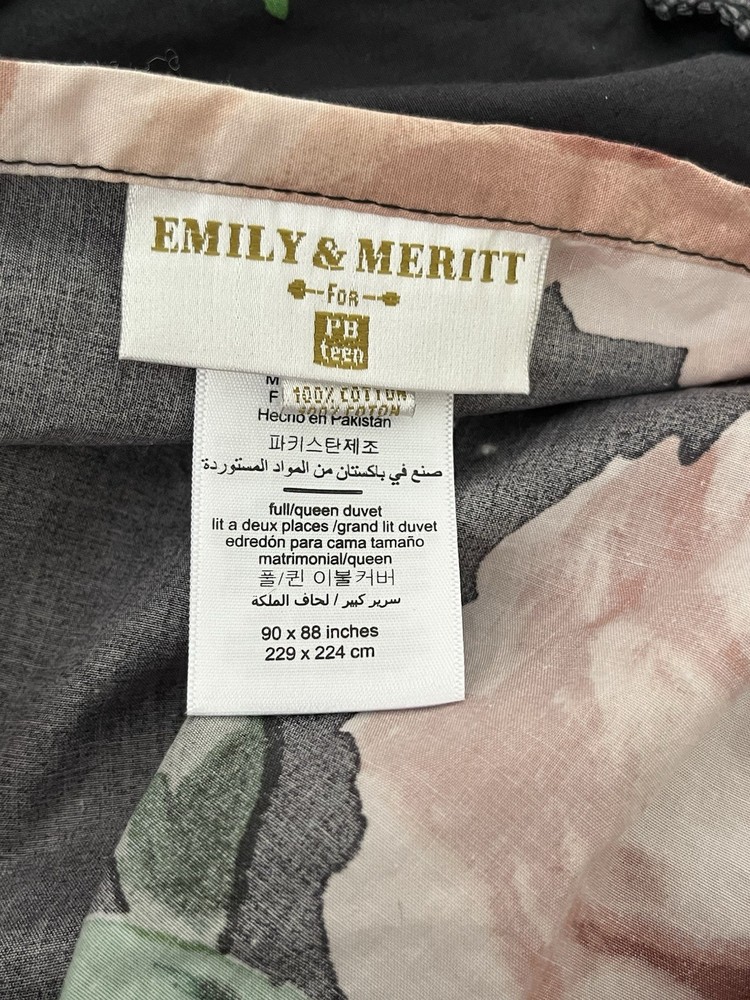 EMILY & MERITT
FOR
PB
teen
M
F 100% COTTON
100% COTON
Hecho en Pakistan
파키스탄제조
صنع في باكستان من المواد المستوردة
full/queen duvet
lit a deux places /grand lit duvet
edredón para cama tamaño
matrimonial/queen
풀/퀸 이불커버
سرير كبير / لحاف الملكة
90 x 88 inches
229 x 224 cm